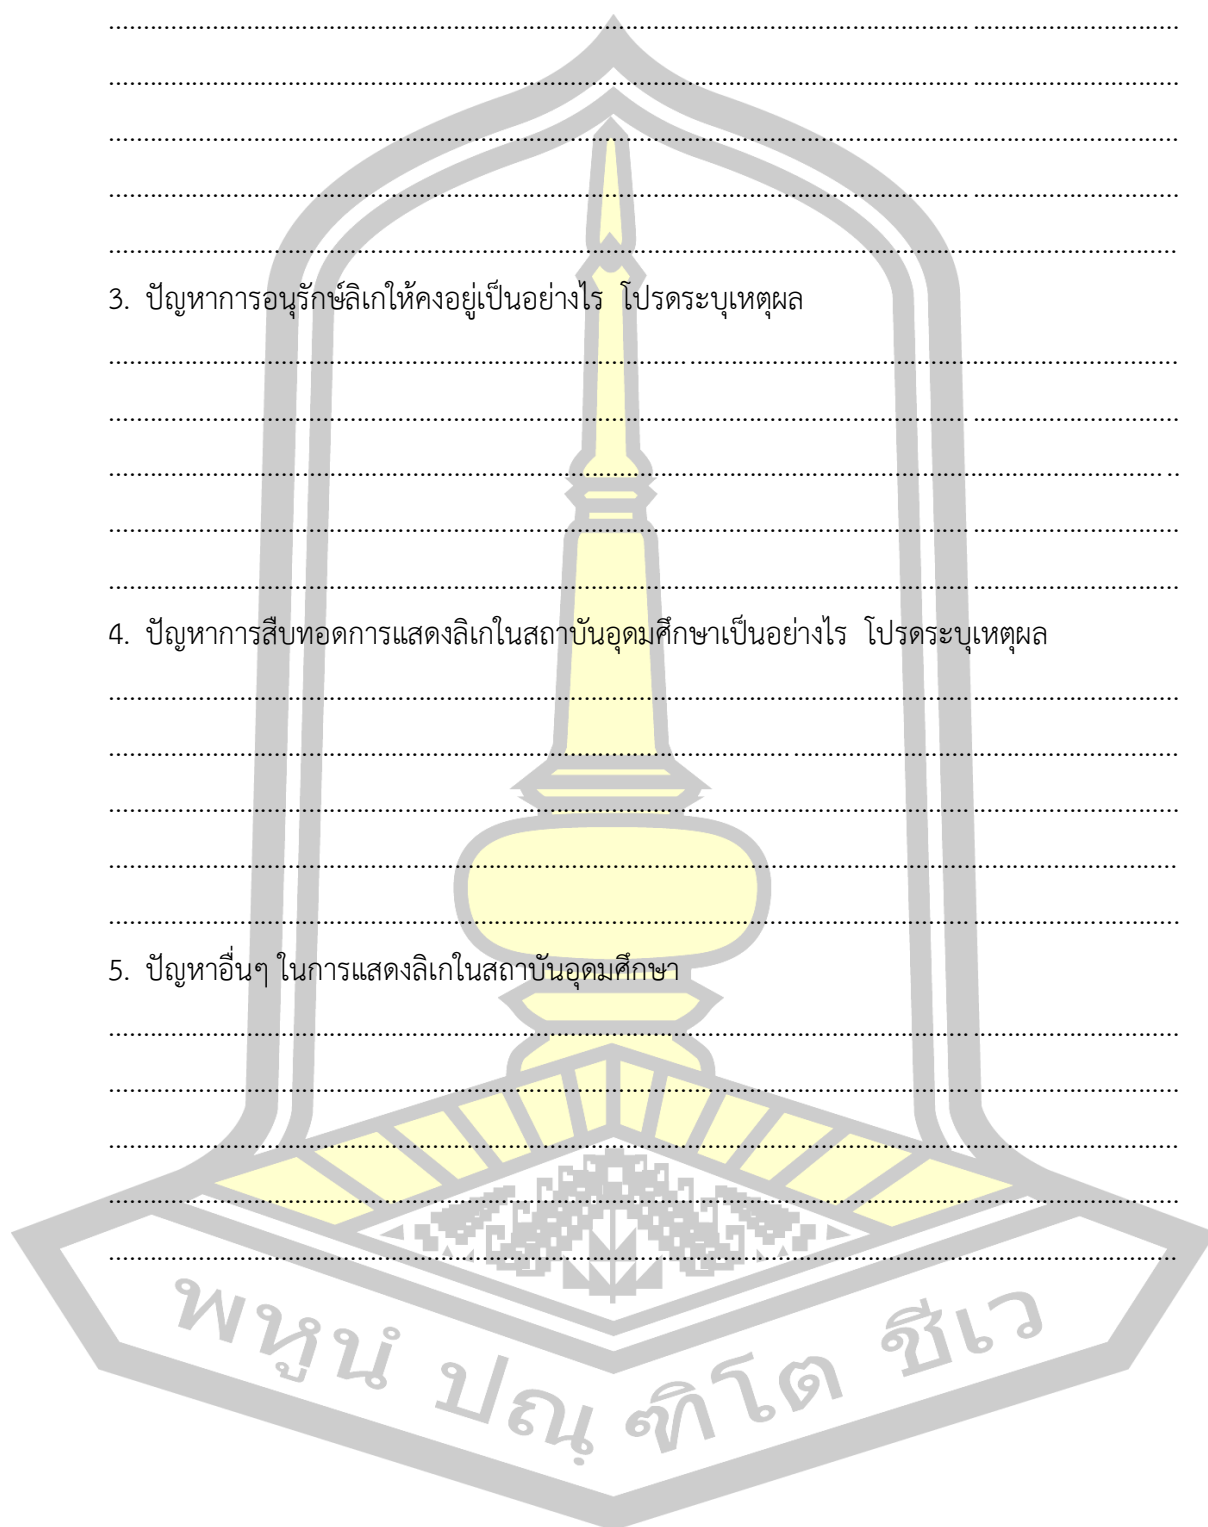 3. ปัญหาการอนุรักษ์ลิเกให้คงอยู่เป็นอย่างไร โปรดระบุเหตุผล
4. ปัญหาการสืบทอดการแสดงลิเกในสถาบันอุดมศึกษาเป็นอย่างไร โปรดระบุเหตุผล
5. ปัญหาอื่นๆ ในการแสดงลิเกในสถาบันอุดมศึกษา
พหูนํ ปณฺฑิโต ชีเว